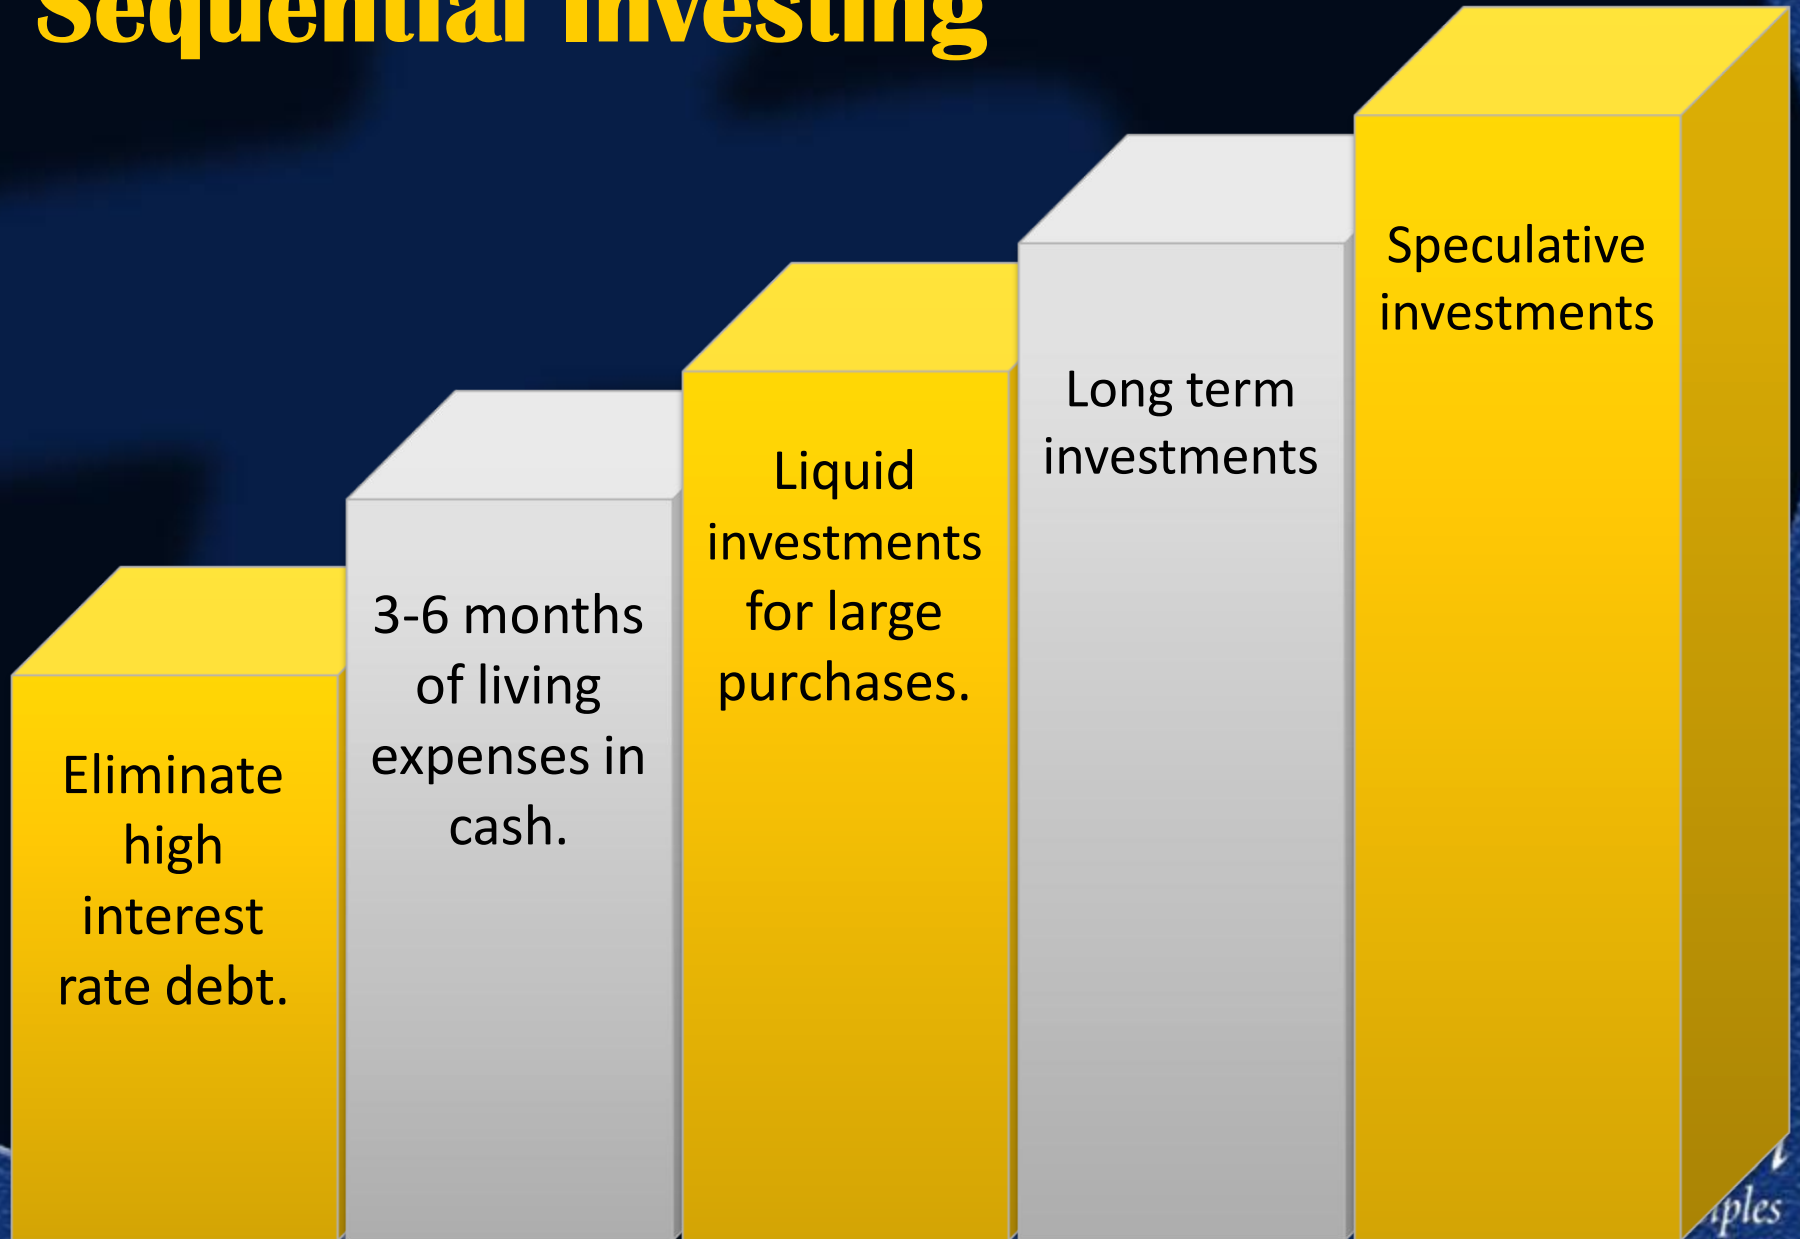 Sequential Investing
Eliminate
high
interest
rate debt.
3-6 months
of living
expenses in
cash.
Liquid
investments
for large
purchases.
Long term
investments
Speculative
investments